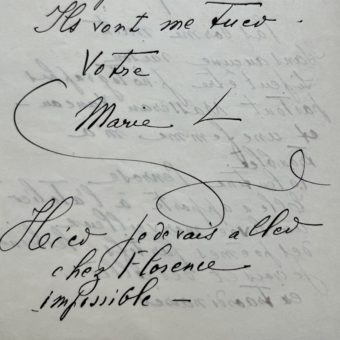 Ils vont me tuer.
Votre
Marie L
Hier je devais aller
chez Florence
impossible —